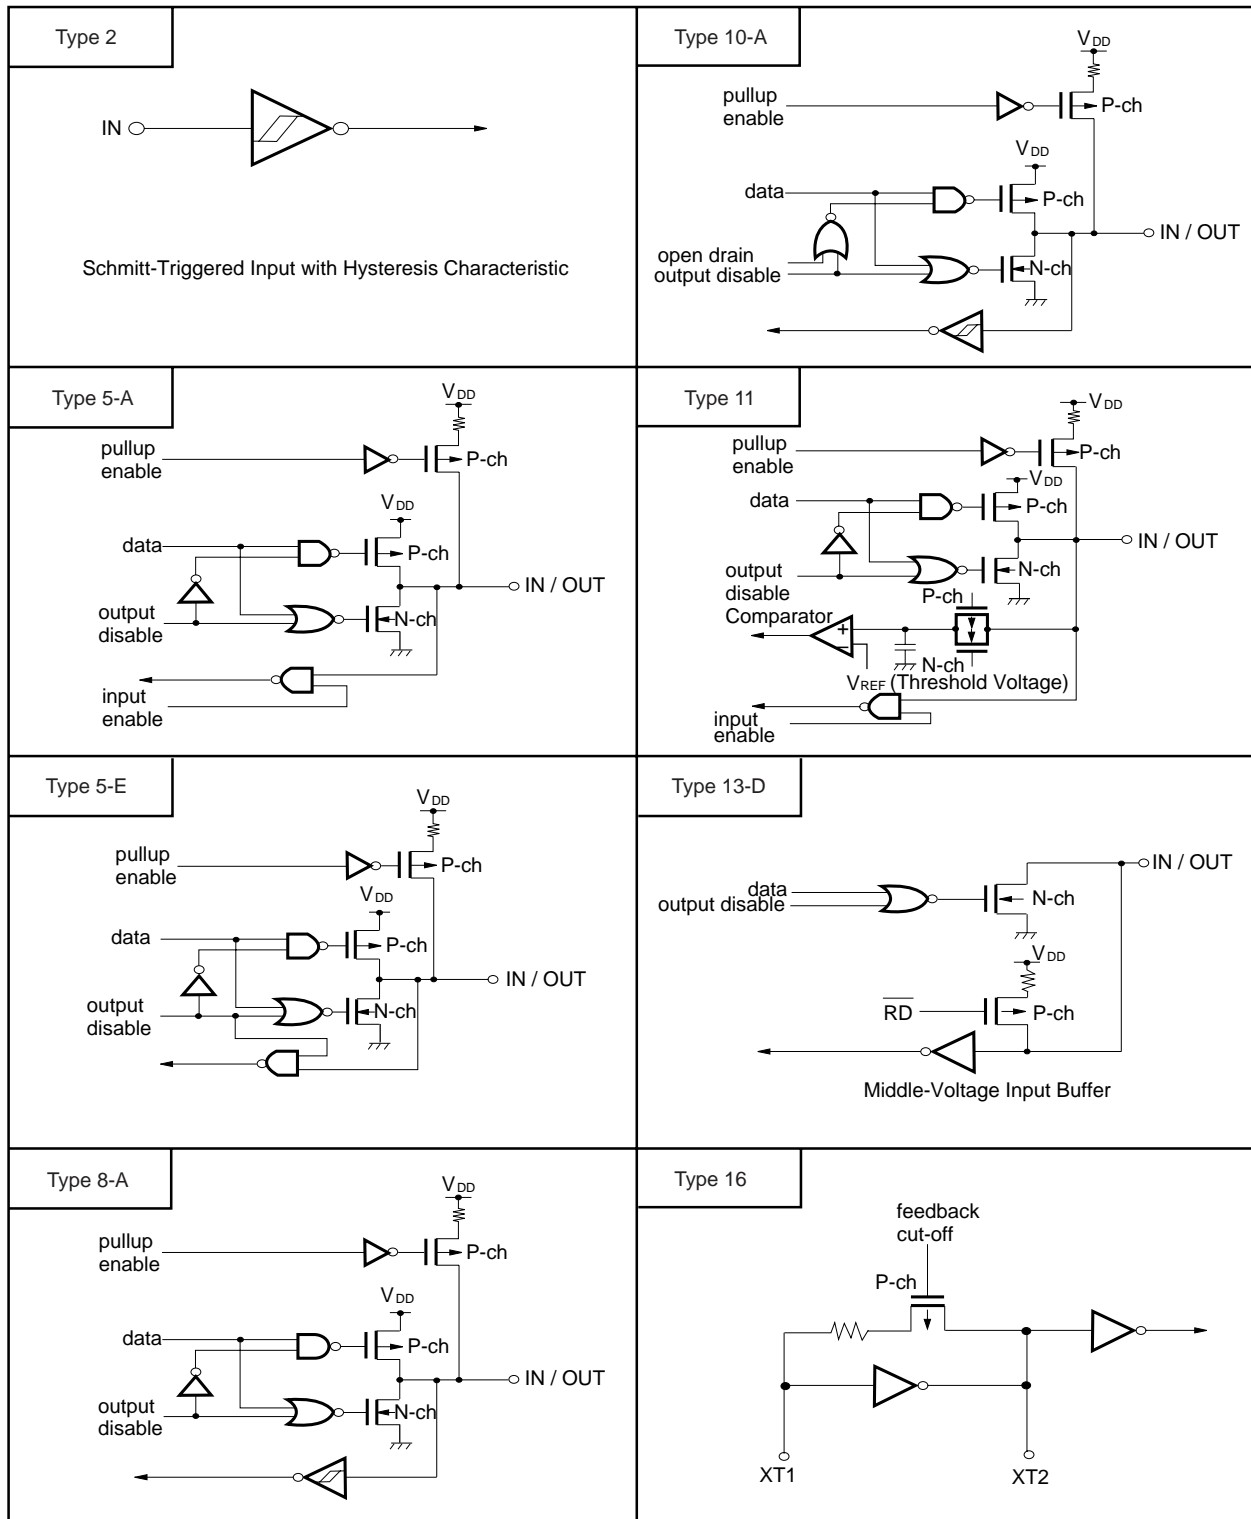 Type 2
IN
Schmitt-Triggered Input with Hysteresis Characteristic
Type 10-A
VDD
pullup
enable
P-ch
VDD
data
P-ch
IN / OUT
open drain
output disable
N-ch
Type 5-A
VDD
pullup
enable
P-ch
VDD
data
P-ch
IN / OUT
output
disable
N-ch
input
enable
Type 11
VDD
pullup
enable
P-ch
VDD
data
P-ch
IN / OUT
output
disable
N-ch
P-ch
Comparator
+
−
N-ch
VREF (Threshold Voltage)
input
enable
Type 5-E
VDD
pullup
enable
P-ch
VDD
data
P-ch
IN / OUT
output
disable
N-ch
Type 13-D
IN / OUT
data
output disable
N-ch
VDD
RD
P-ch
Middle-Voltage Input Buffer
Type 8-A
VDD
pullup
enable
P-ch
VDD
data
P-ch
IN / OUT
output
disable
N-ch
Type 16
feedback
cut-off
P-ch
XT1
XT2